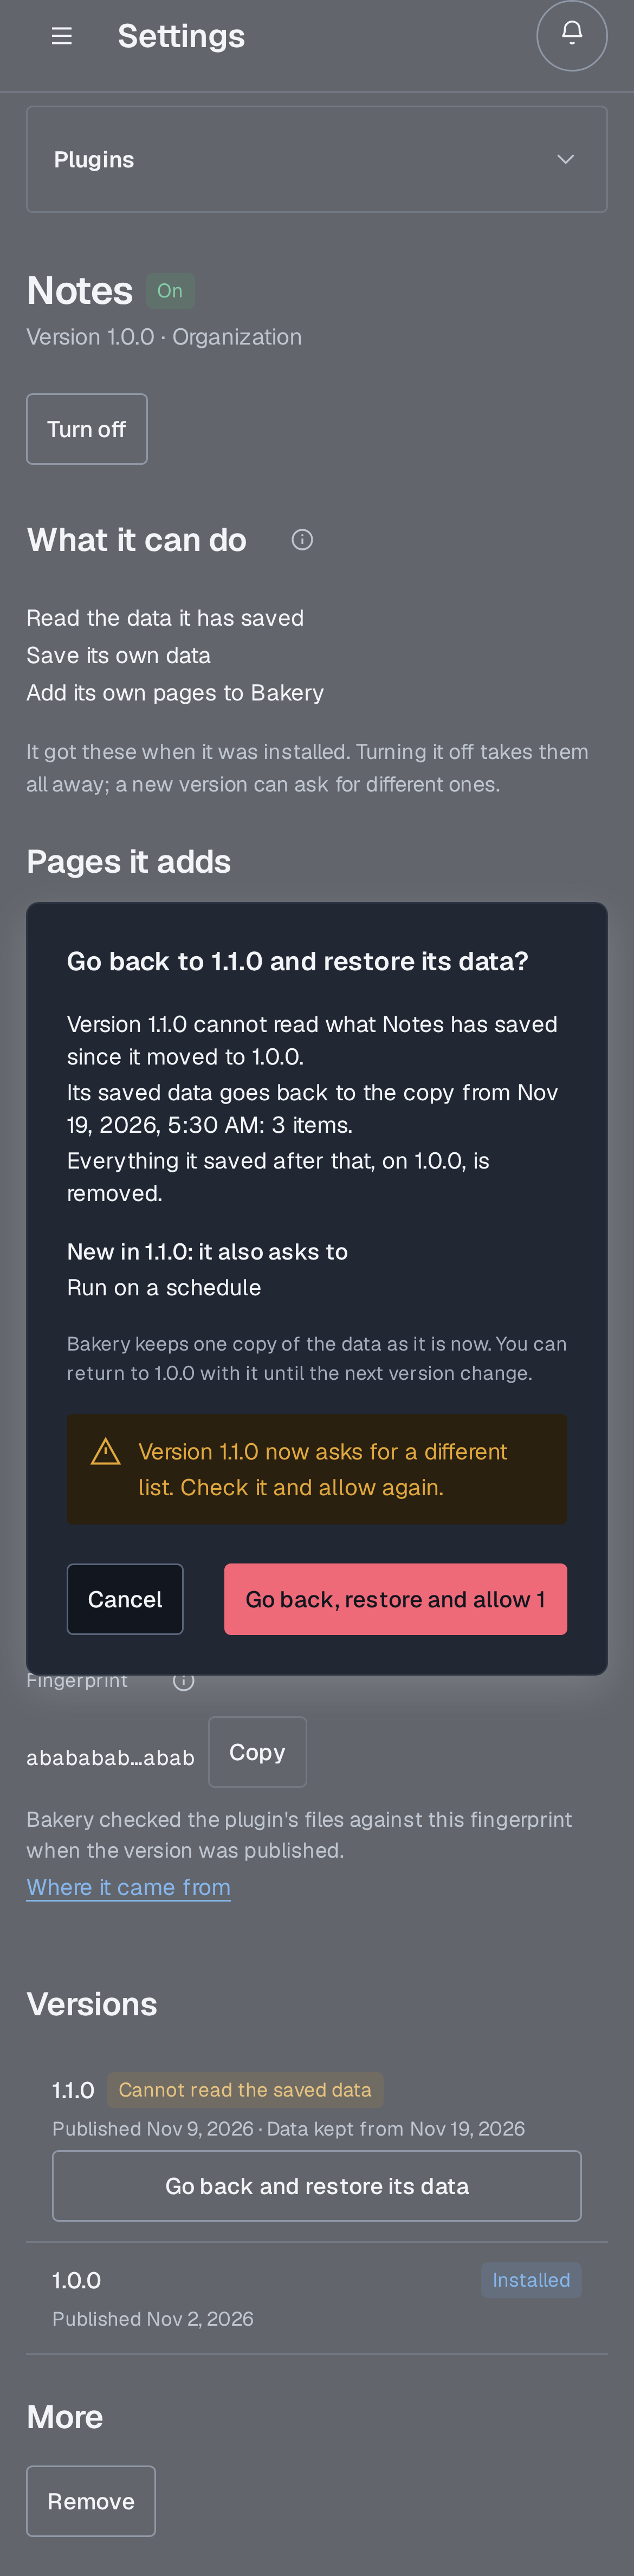 Settings
Plugins
Notes On
Version 1.0.0 · Organization
Turn off
What it can do
Read the data it has saved
Save its own data
Add its own pages to Bakery
It got these when it was installed. Turning it off takes them
all away; a new version can ask for different ones.
Pages it adds
Go back to 1.1.0 and restore its data?
Version 1.1.0 cannot read what Notes has saved
since it moved to 1.0.0.
Its saved data goes back to the copy from Nov
19, 2026, 5:30 AM: 3 items.
Everything it saved after that, on 1.0.0, is
removed.
New in 1.1.0: it also asks to
Run on a schedule
Bakery keeps one copy of the data as it is now. You can
return to 1.0.0 with it until the next version change.
Version 1.1.0 now asks for a different
list. Check it and allow again.
Cancel
Go back, restore and allow 1
Fingerprint
abababab…abab
Copy
Bakery checked the plugin's files against this fingerprint
when the version was published.
Where it came from
Versions
1.1.0 Cannot read the saved data
Published Nov 9, 2026 · Data kept from Nov 19, 2026
Go back and restore its data
1.0.0 Installed
Published Nov 2, 2026
More
Remove